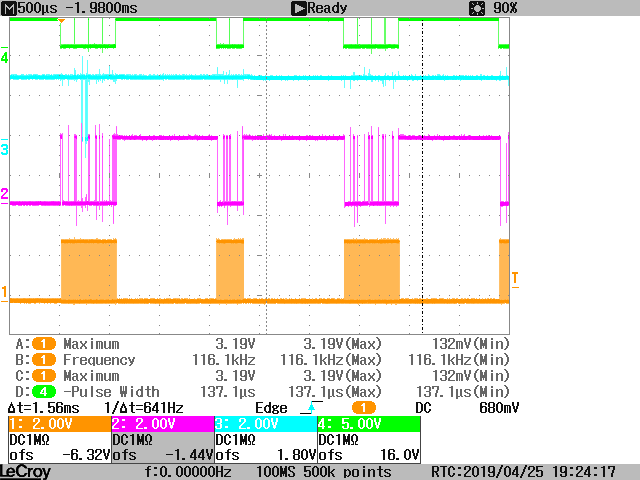 M 500µs -1.9800ms Ready 90%
4
3
2
1
T
A: 1 Maximum 3.19V 3.19V(Max) 132mV(Min)
B: 1 Frequency 116.1kHz 116.1kHz(Max) 116.1kHz(Min)
C: 1 Maximum 3.19V 3.19V(Max) 132mV(Min)
D: 4 -Pulse Width 137.1µs 137.1µs(Max) 137.1µs(Min)
Δt=1.56ms 1/Δt=641Hz Edge 1 DC 680mV
1: 2.00V 2: 2.00V 3: 2.00V 4: 5.00V
DC1MΩ DC1MΩ DC1MΩ DC1MΩ
ofs -6.32V ofs -1.44V ofs 1.80V ofs 16.0V
LeCroy f:0.00000Hz 100MS 500k points RTC:2019/04/25 19:24:17